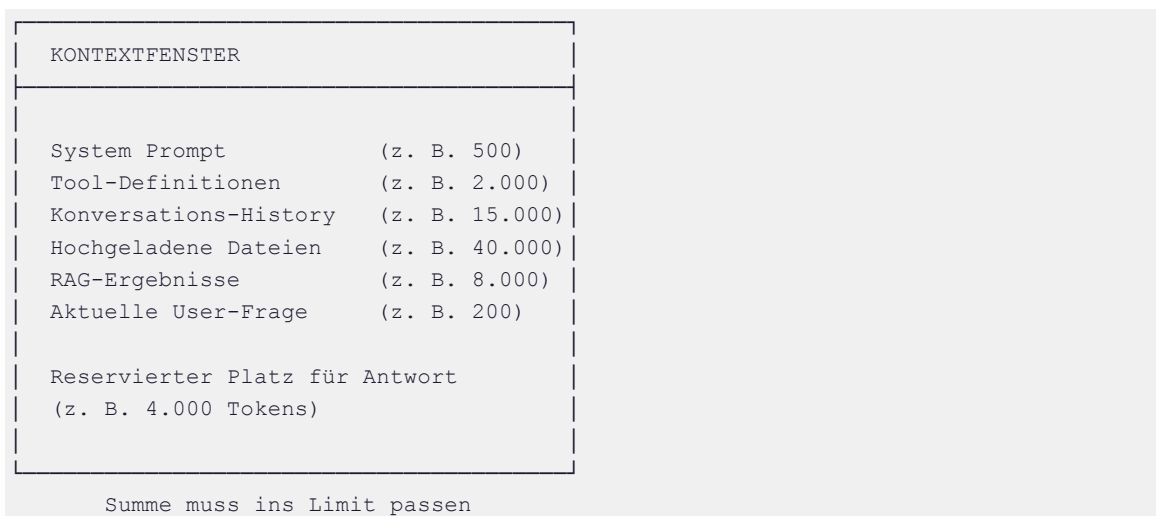 KONTEXTFENSTER
System Prompt (z. B. 500)
Tool-Definitionen (z. B. 2.000)
Konversations-History (z. B. 15.000)
Hochgeladene Dateien (z. B. 40.000)
RAG-Ergebnisse (z. B. 8.000)
Aktuelle User-Frage (z. B. 200)
Reservierter Platz für Antwort
(z. B. 4.000 Tokens)
Summe muss ins Limit passen